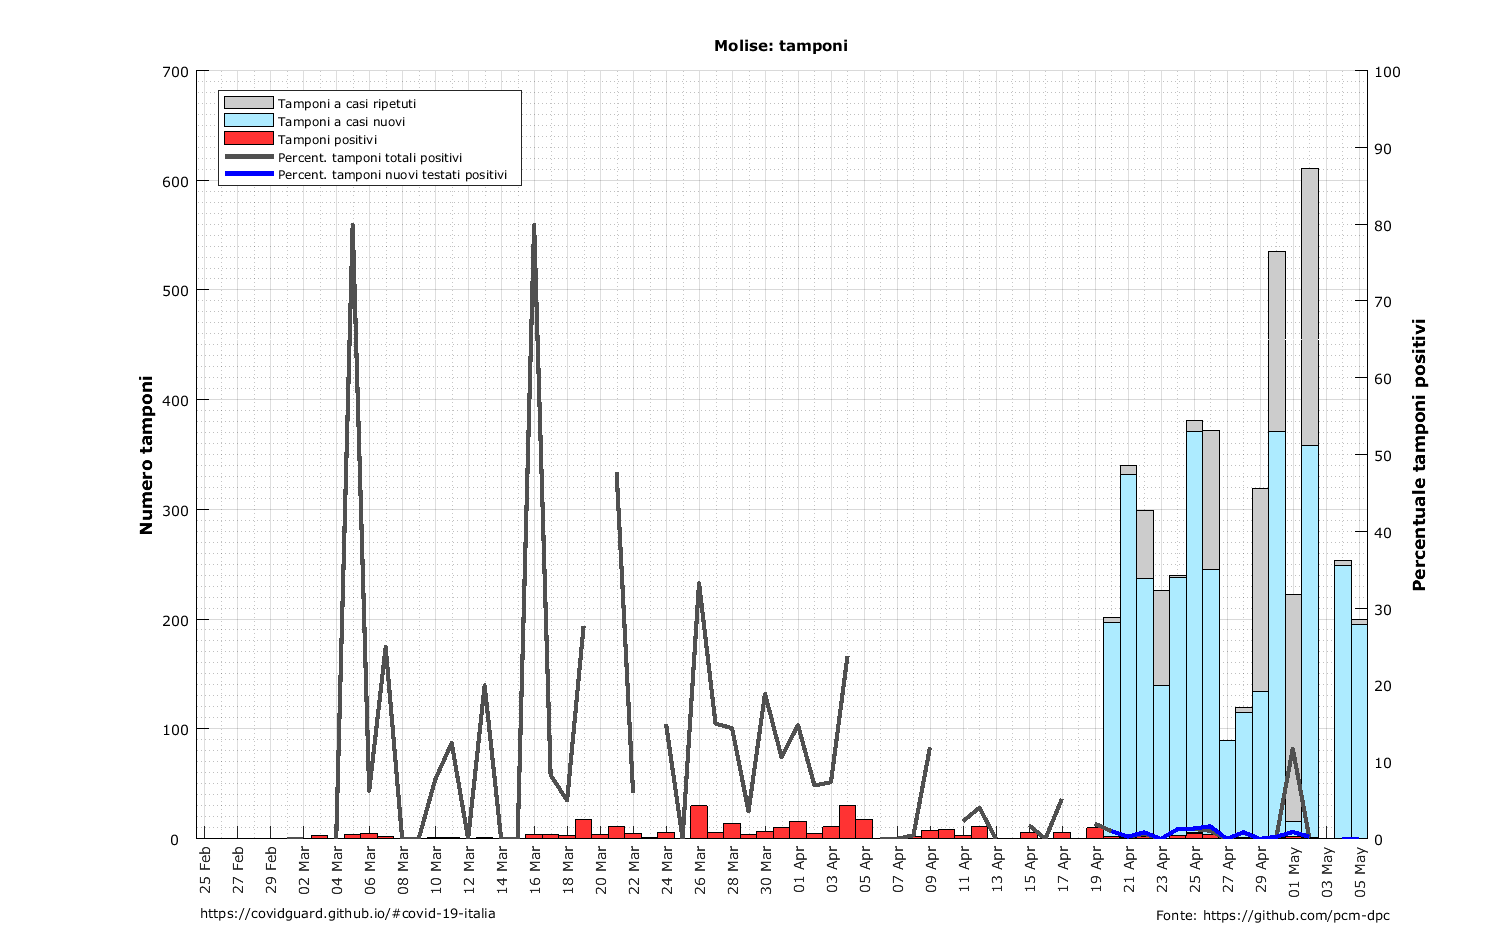 Molise: tamponi
700
600
500
400
300
200
100
0
Numero tamponi
Tamponi a casi ripetuti
Tamponi a casi nuovi
Tamponi positivi
Percent. tamponi totali positivi
Percent. tamponi nuovi testati positivi
100
90
80
70
60
50
40
30
20
10
0
Percentuale tamponi positivi
25 Feb
27 Feb
29 Feb
02 Mar
04 Mar
06 Mar
08 Mar
10 Mar
12 Mar
14 Mar
16 Mar
18 Mar
20 Mar
22 Mar
24 Mar
26 Mar
28 Mar
30 Mar
01 Apr
03 Apr
05 Apr
07 Apr
09 Apr
11 Apr
13 Apr
15 Apr
17 Apr
19 Apr
21 Apr
23 Apr
25 Apr
27 Apr
29 Apr
01 May
03 May
05 May
https://covidguard.github.io/#covid-19-italia
Fonte: https://github.com/pcm-dpc